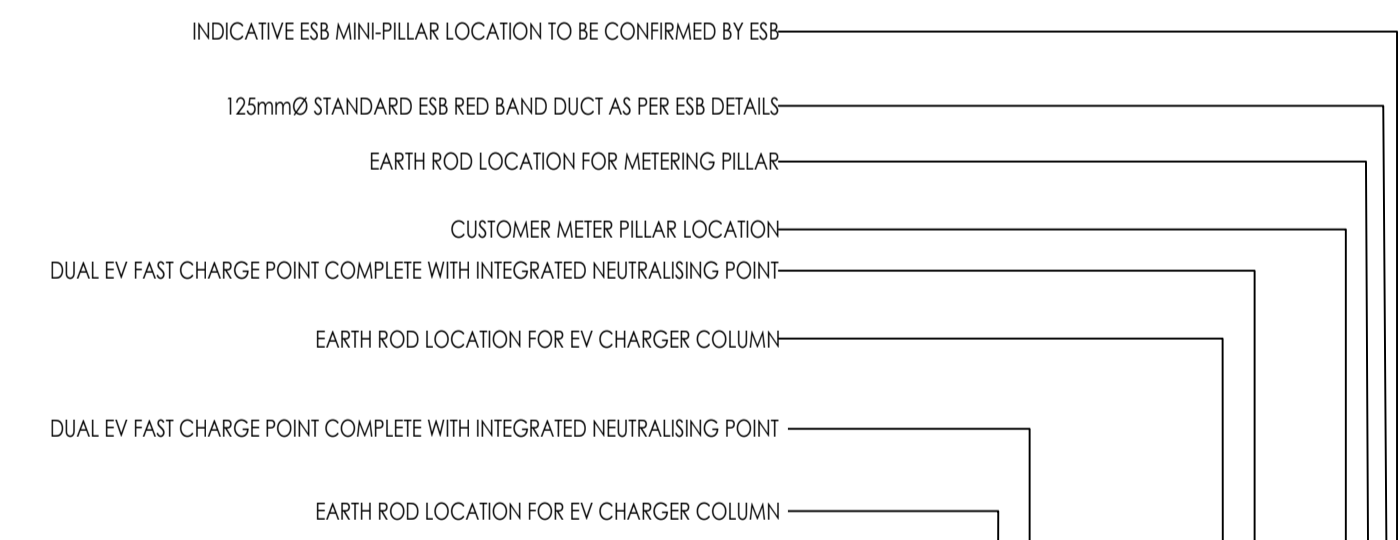 INDICATIVE ESB MINI-PILLAR LOCATION TO BE CONFIRMED BY ESB
125mmØ STANDARD ESB RED BAND DUCT AS PER ESB DETAILS
EARTH ROD LOCATION FOR METERING PILLAR
CUSTOMER METER PILLAR LOCATION
DUAL EV FAST CHARGE POINT COMPLETE WITH INTEGRATED NEUTRALISING POINT
EARTH ROD LOCATION FOR EV CHARGER COLUMN
DUAL EV FAST CHARGE POINT COMPLETE WITH INTEGRATED NEUTRALISING POINT
EARTH ROD LOCATION FOR EV CHARGER COLUMN